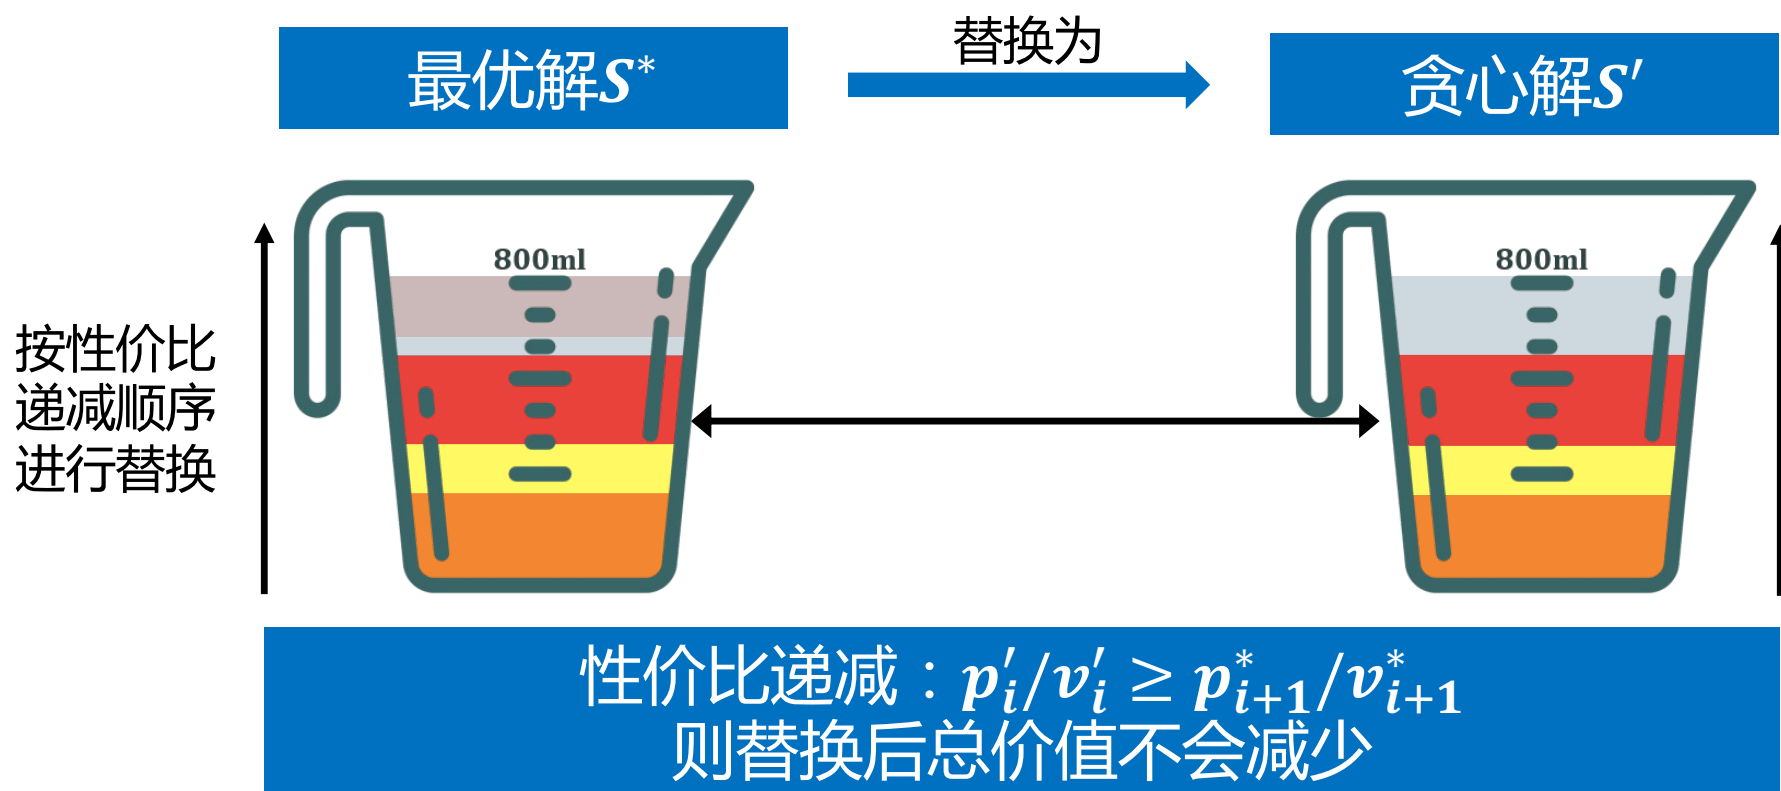 最优解S*
替换为
贪心解S′
800ml
800ml
按性价比
递减顺序
进行替换
性价比递减：p′ᵢ/v′ᵢ ≥ p*ᵢ₊₁/v*ᵢ₊₁
则替换后总价值不会减少